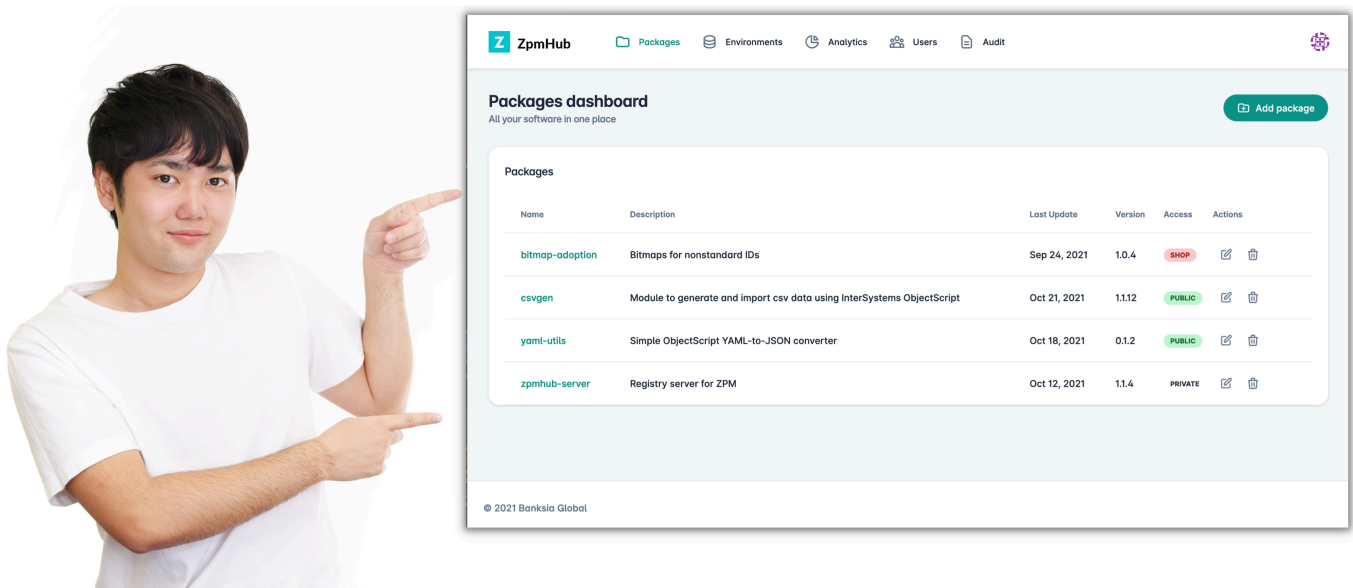 Z ZpmHub Packages Environments Analytics Users Audit
Packages dashboard
All your software in one place
Add package
Packages
Name Description Last Update Version Access Actions
bitmap-adoption Bitmaps for nonstandard IDs Sep 24, 2021 1.0.4 SHOP
csvgen Module to generate and import csv data using InterSystems ObjectScript Oct 21, 2021 1.1.12 PUBLIC
yaml-utils Simple ObjectScript YAML-to-JSON converter Oct 18, 2021 0.1.2 PUBLIC
zpmhub-server Registry server for ZPM Oct 12, 2021 1.1.4 PRIVATE
© 2021 Banksia Global